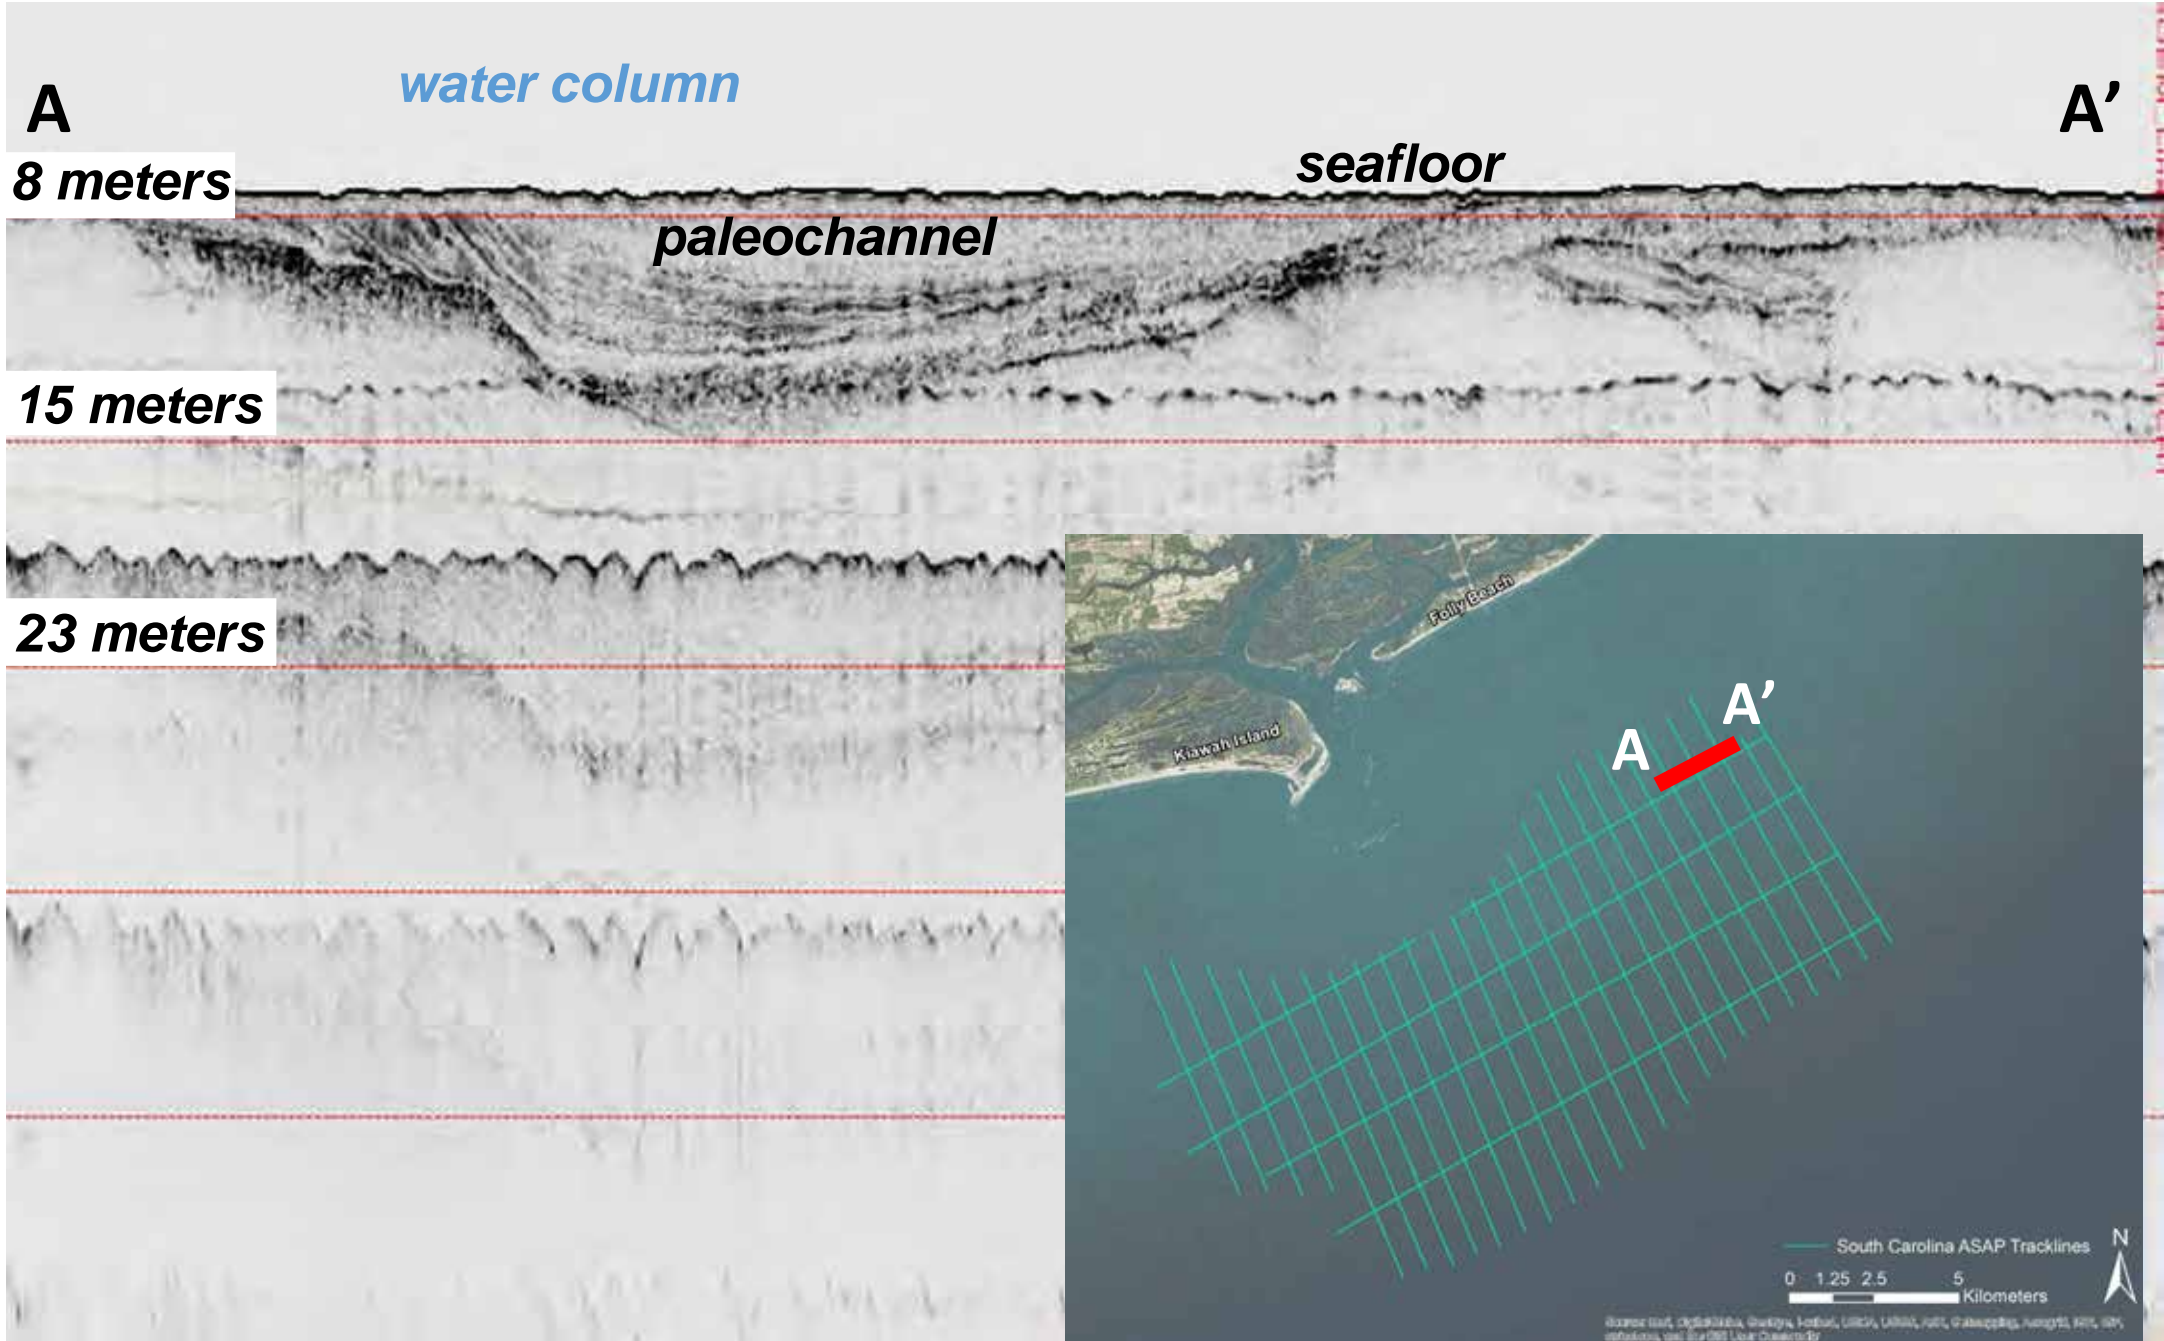 water column
A
A’
seafloor
8 meters
paleochannel
15 meters
23 meters
Folly Beach
A’
A
Kiawah Island
South Carolina ASAP Tracklines
N
0 1.25 2.5 5
Kilometers